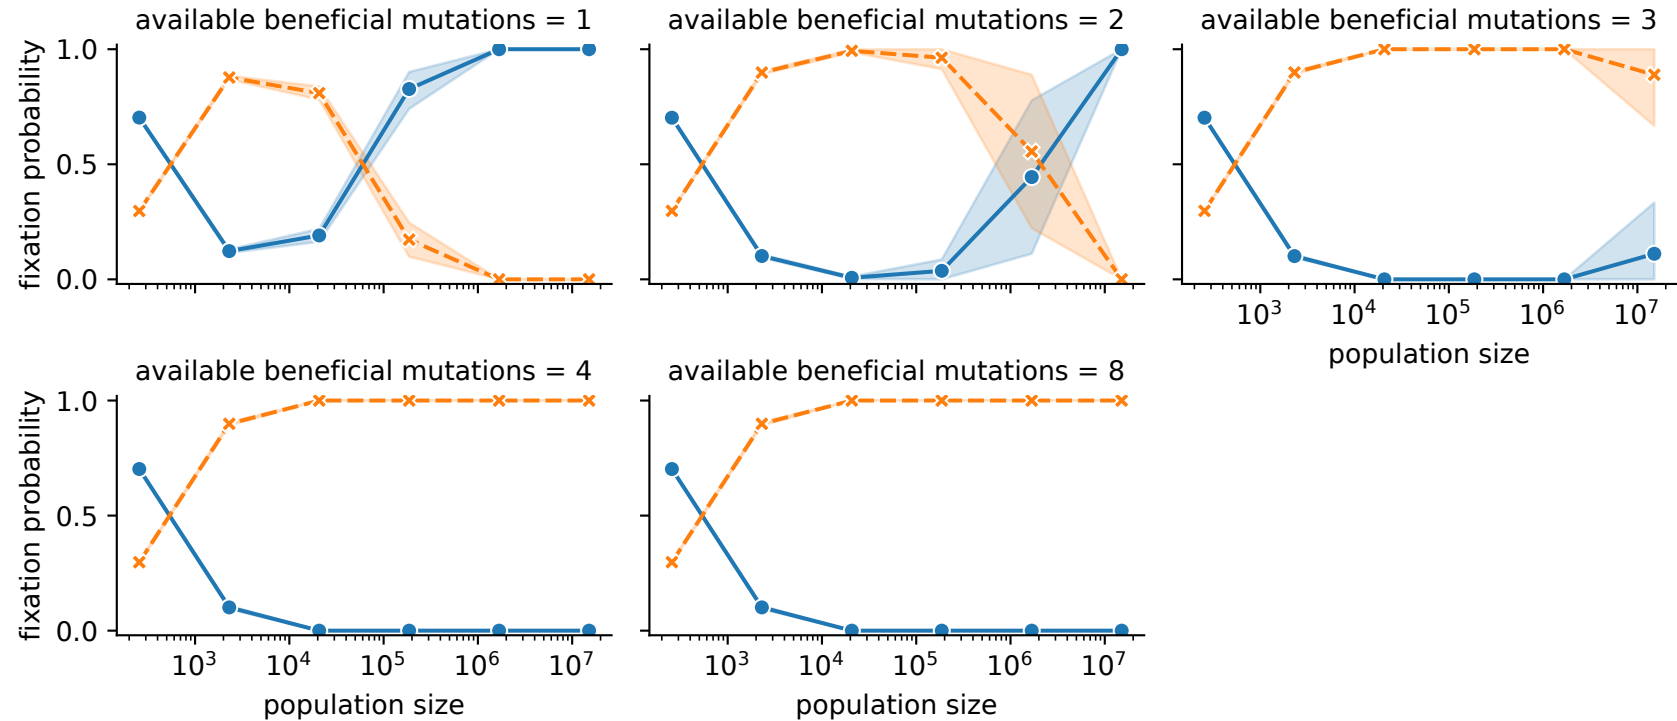 available beneficial mutations = 1
available beneficial mutations = 2
available beneficial mutations = 3
fixation probability
1.0
0.5
0.0
10³ 10⁴ 10⁵ 10⁶ 10⁷
population size
available beneficial mutations = 4
available beneficial mutations = 8
fixation probability
1.0
0.5
0.0
10³ 10⁴ 10⁵ 10⁶ 10⁷
10³ 10⁴ 10⁵ 10⁶ 10⁷
population size
population size